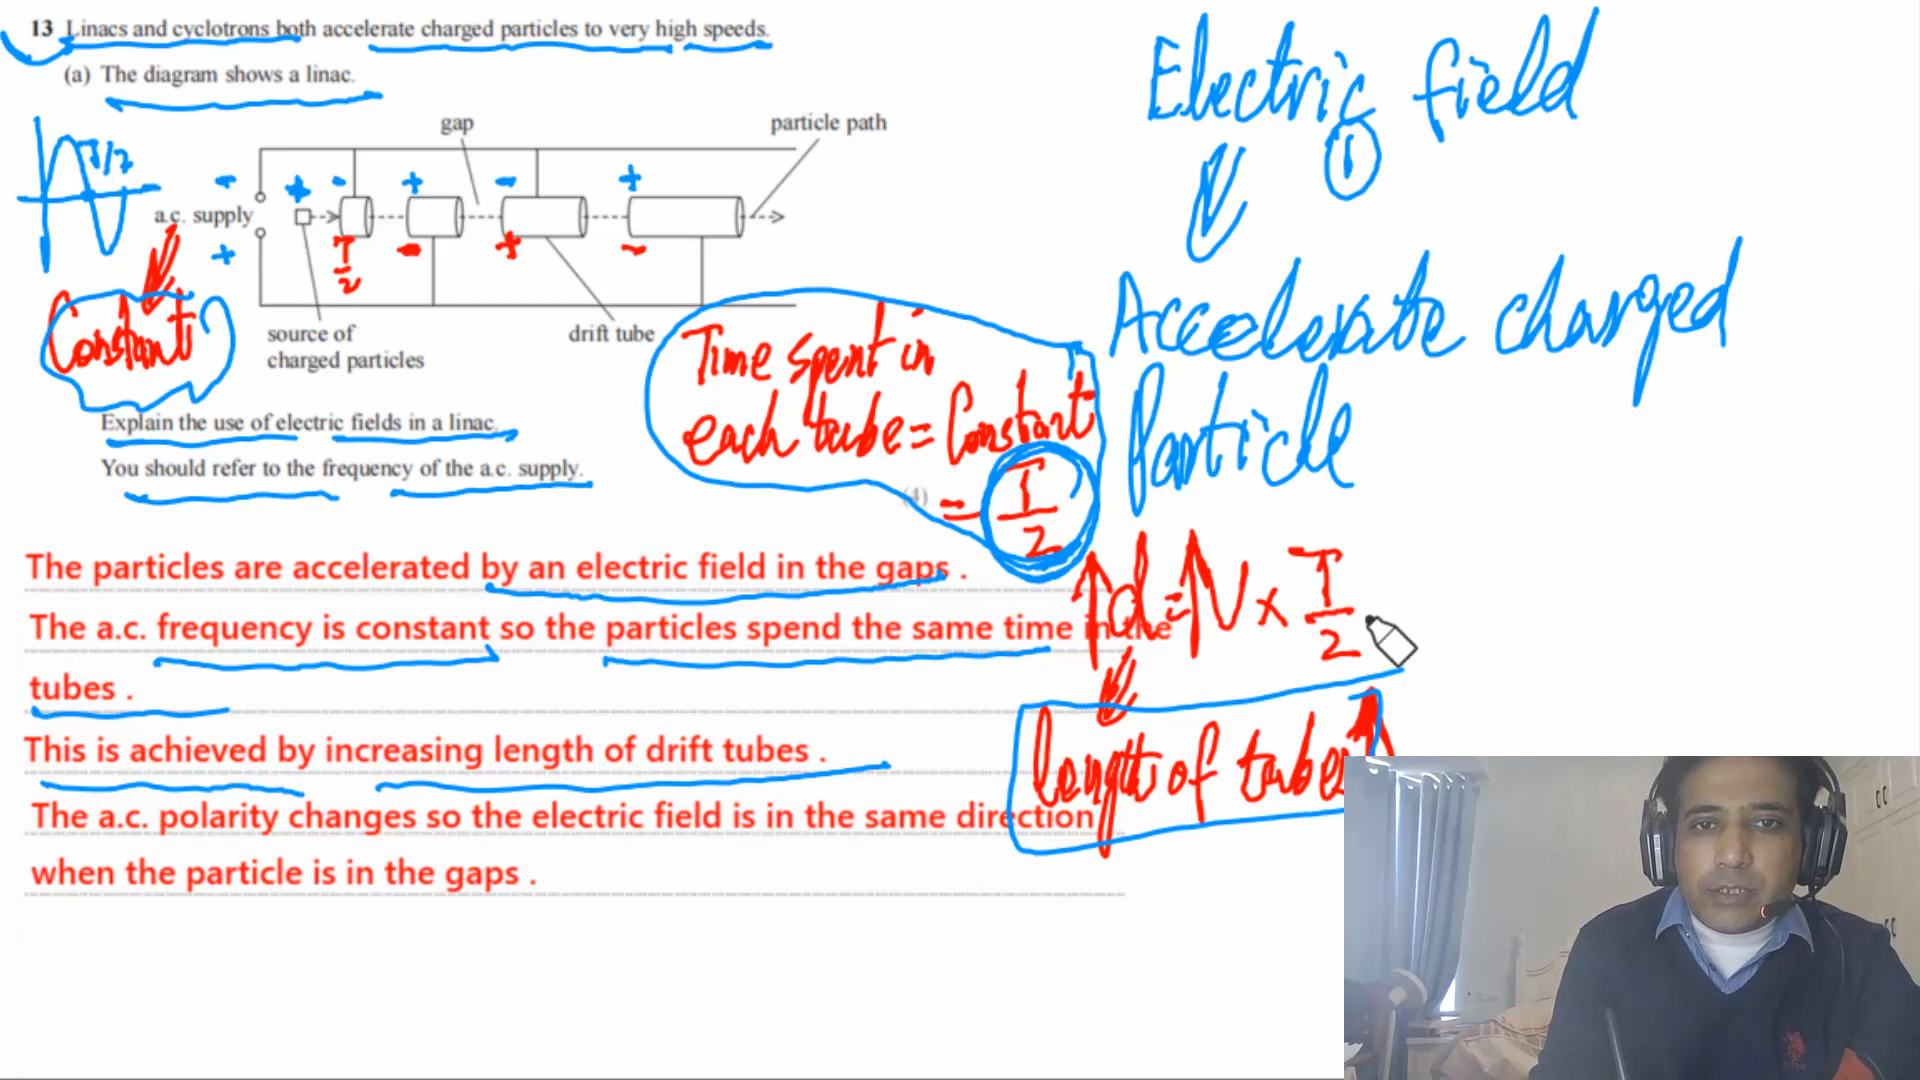 13 Linacs and cyclotrons both accelerate charged particles to very high speeds.
(a) The diagram shows a linac.
gap
particle path
a.c. supply
source of
charged particles
drift tube
T/2
- + - + - +
+ - + -
T/2
Constant
Explain the use of electric fields in a linac.
You should refer to the frequency of the a.c. supply.
(4)
Time spent in
each tube = Constant
= T/2
Electric field
1
Accelerate charged
Particle
d = V × T/2
length of tubes
The particles are accelerated by an electric field in the gaps .
The a.c. frequency is constant so the particles spend the same time in the
tubes .
This is achieved by increasing length of drift tubes .
The a.c. polarity changes so the electric field is in the same direction
when the particle is in the gaps .